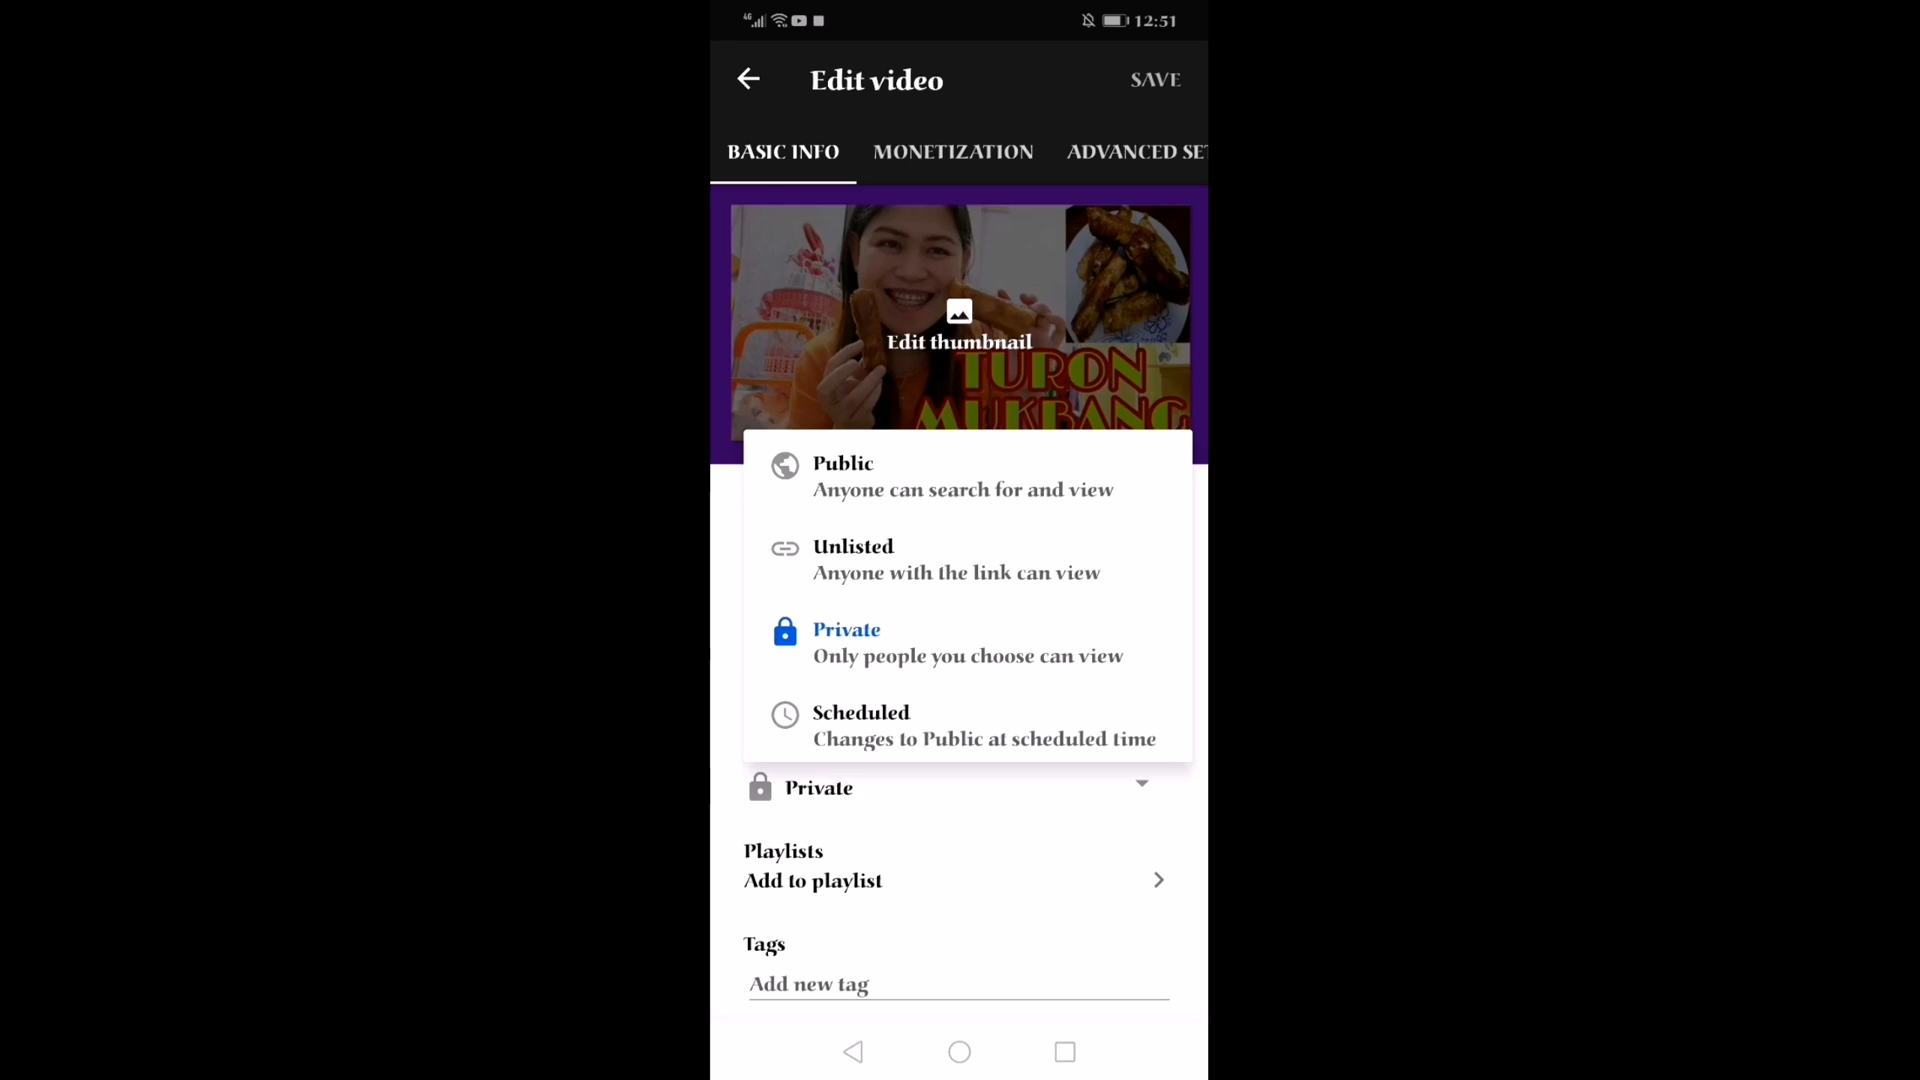 4G 12:51
Edit video SAVE
BASIC INFO MONETIZATION ADVANCED SET
Edit thumbnail
TURON
MUKBANG
Public
Anyone can search for and view
Unlisted
Anyone with the link can view
Private
Only people you choose can view
Scheduled
Changes to Public at scheduled time
Private
Playlists
Add to playlist
Tags
Add new tag